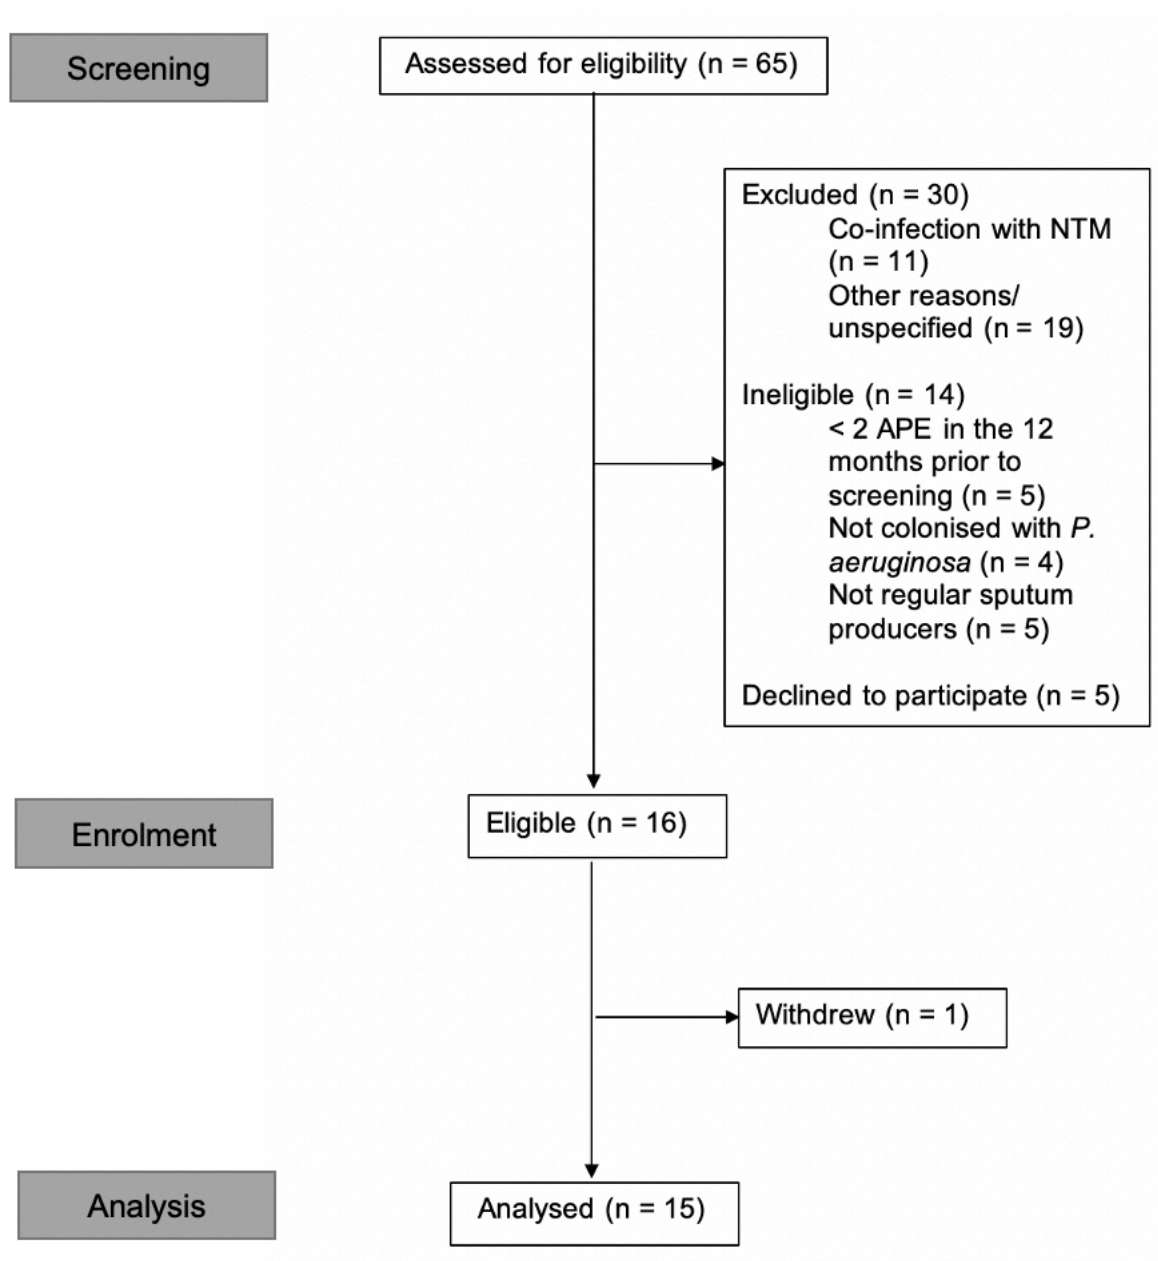 Screening
Assessed for eligibility (n = 65)
Excluded (n = 30)
Co-infection with NTM
(n = 11)
Other reasons/
unspecified (n = 19)
Ineligible (n = 14)
< 2 APE in the 12
months prior to
screening (n = 5)
Not colonised with P.
aeruginosa (n = 4)
Not regular sputum
producers (n = 5)
Declined to participate (n = 5)
Enrolment
Eligible (n = 16)
Withdrew (n = 1)
Analysis
Analysed (n = 15)